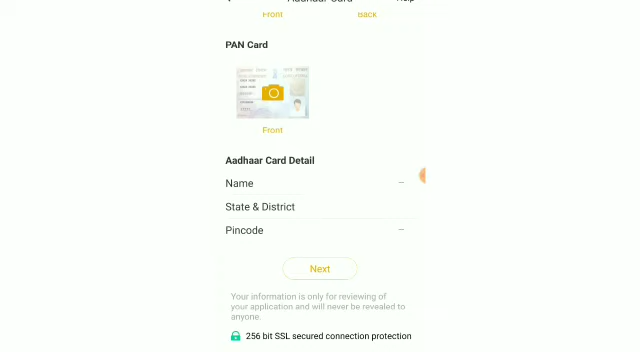 Aadhaar Card Help
Front Back
PAN Card
Front
Aadhaar Card Detail
Name
State & District
Pincode
Next
Your information is only for reviewing of
your application and will never be revealed to
anyone.
256 bit SSL secured connection protection